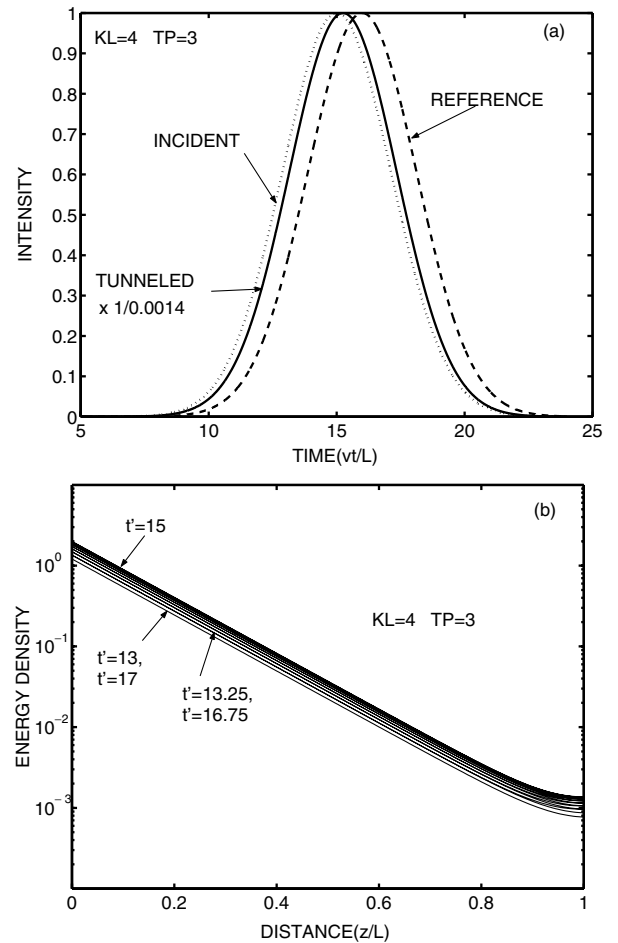 KL=4 TP=3
(a)
REFERENCE
INCIDENT
TUNNELED
x 1/0.0014
INTENSITY
1
0.9
0.8
0.7
0.6
0.5
0.4
0.3
0.2
0.1
0
5 10 15 20 25
TIME(vt/L)
(b)
t'=15
KL=4 TP=3
t'=13,
t'=17
t'=13.25,
t'=16.75
ENERGY DENSITY
10^0
10^−1
10^−2
10^−3
0 0.2 0.4 0.6 0.8 1
DISTANCE(z/L)